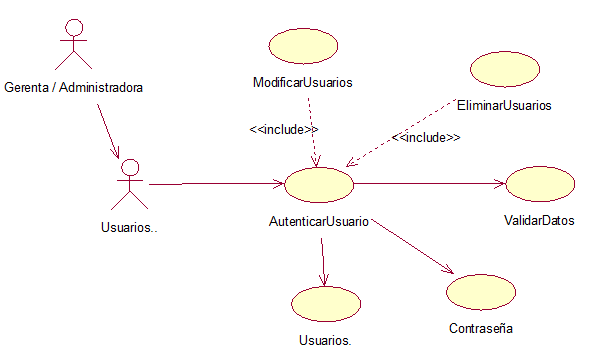 Gerenta / Administradora
ModificarUsuarios
EliminarUsuarios
<<include>>
<<include>>
Usuarios..
AutenticarUsuario
ValidarDatos
Usuarios.
Contraseña